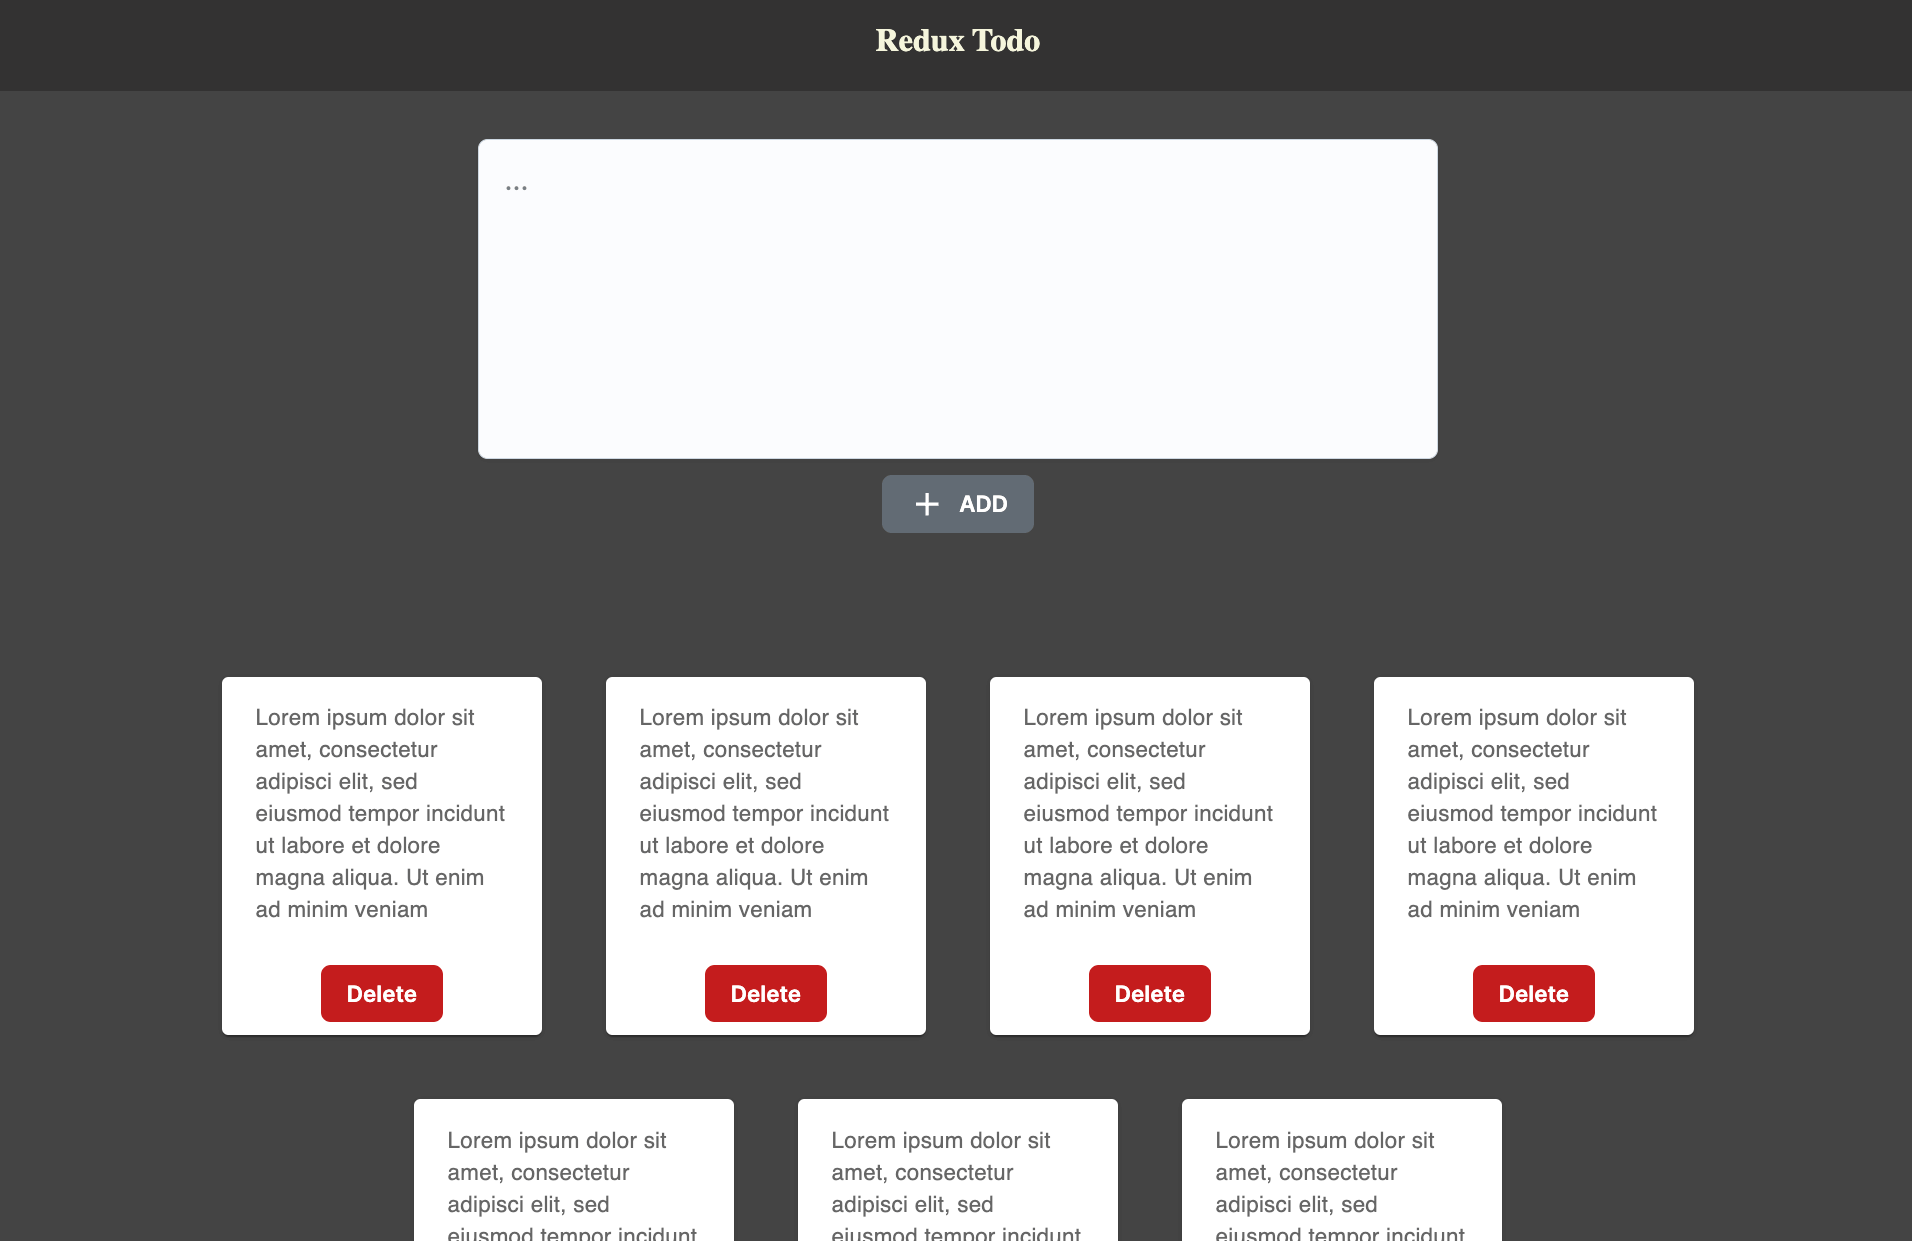 Redux Todo
...
+ ADD
Lorem ipsum dolor sit
amet, consectetur
adipisci elit, sed
eiusmod tempor incidunt
ut labore et dolore
magna aliqua. Ut enim
ad minim veniam
Delete
Lorem ipsum dolor sit
amet, consectetur
adipisci elit, sed
eiusmod tempor incidunt
ut labore et dolore
magna aliqua. Ut enim
ad minim veniam
Delete
Lorem ipsum dolor sit
amet, consectetur
adipisci elit, sed
eiusmod tempor incidunt
ut labore et dolore
magna aliqua. Ut enim
ad minim veniam
Delete
Lorem ipsum dolor sit
amet, consectetur
adipisci elit, sed
eiusmod tempor incidunt
ut labore et dolore
magna aliqua. Ut enim
ad minim veniam
Delete
Lorem ipsum dolor sit
amet, consectetur
adipisci elit, sed
eiusmod tempor incidunt
Lorem ipsum dolor sit
amet, consectetur
adipisci elit, sed
eiusmod tempor incidunt
Lorem ipsum dolor sit
amet, consectetur
adipisci elit, sed
eiusmod tempor incidunt